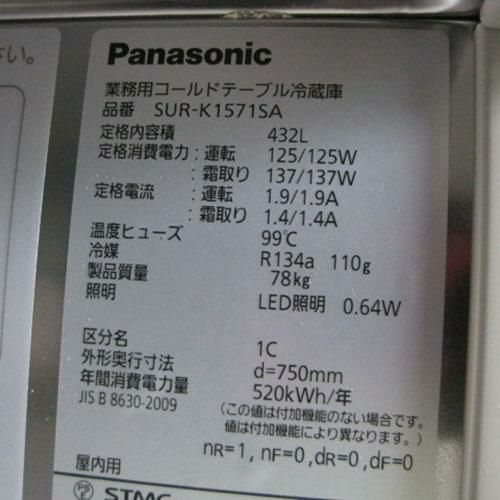 さい。
Panasonic
業務用コールドテーブル冷蔵庫
品番 SUR-K1571SA
定格内容積 432L
定格消費電力:運転 125/125W
:霜取り 137/137W
定格電流 :運転 1.9/1.9A
:霜取り 1.4/1.4A
温度ヒューズ 99℃
冷媒 R134a 110g
製品質量 78kg
照明 LED照明 0.64W
区分名 1C
外形奥行寸法 d=750mm
年間消費電力量 520kWh/年
JIS B 8630-2009 (この値は付加機能のない場合です。
値は付加機能により異なります。)
nR=1, nF=0,dR=0,dF=0
屋内用
PS
E STMC